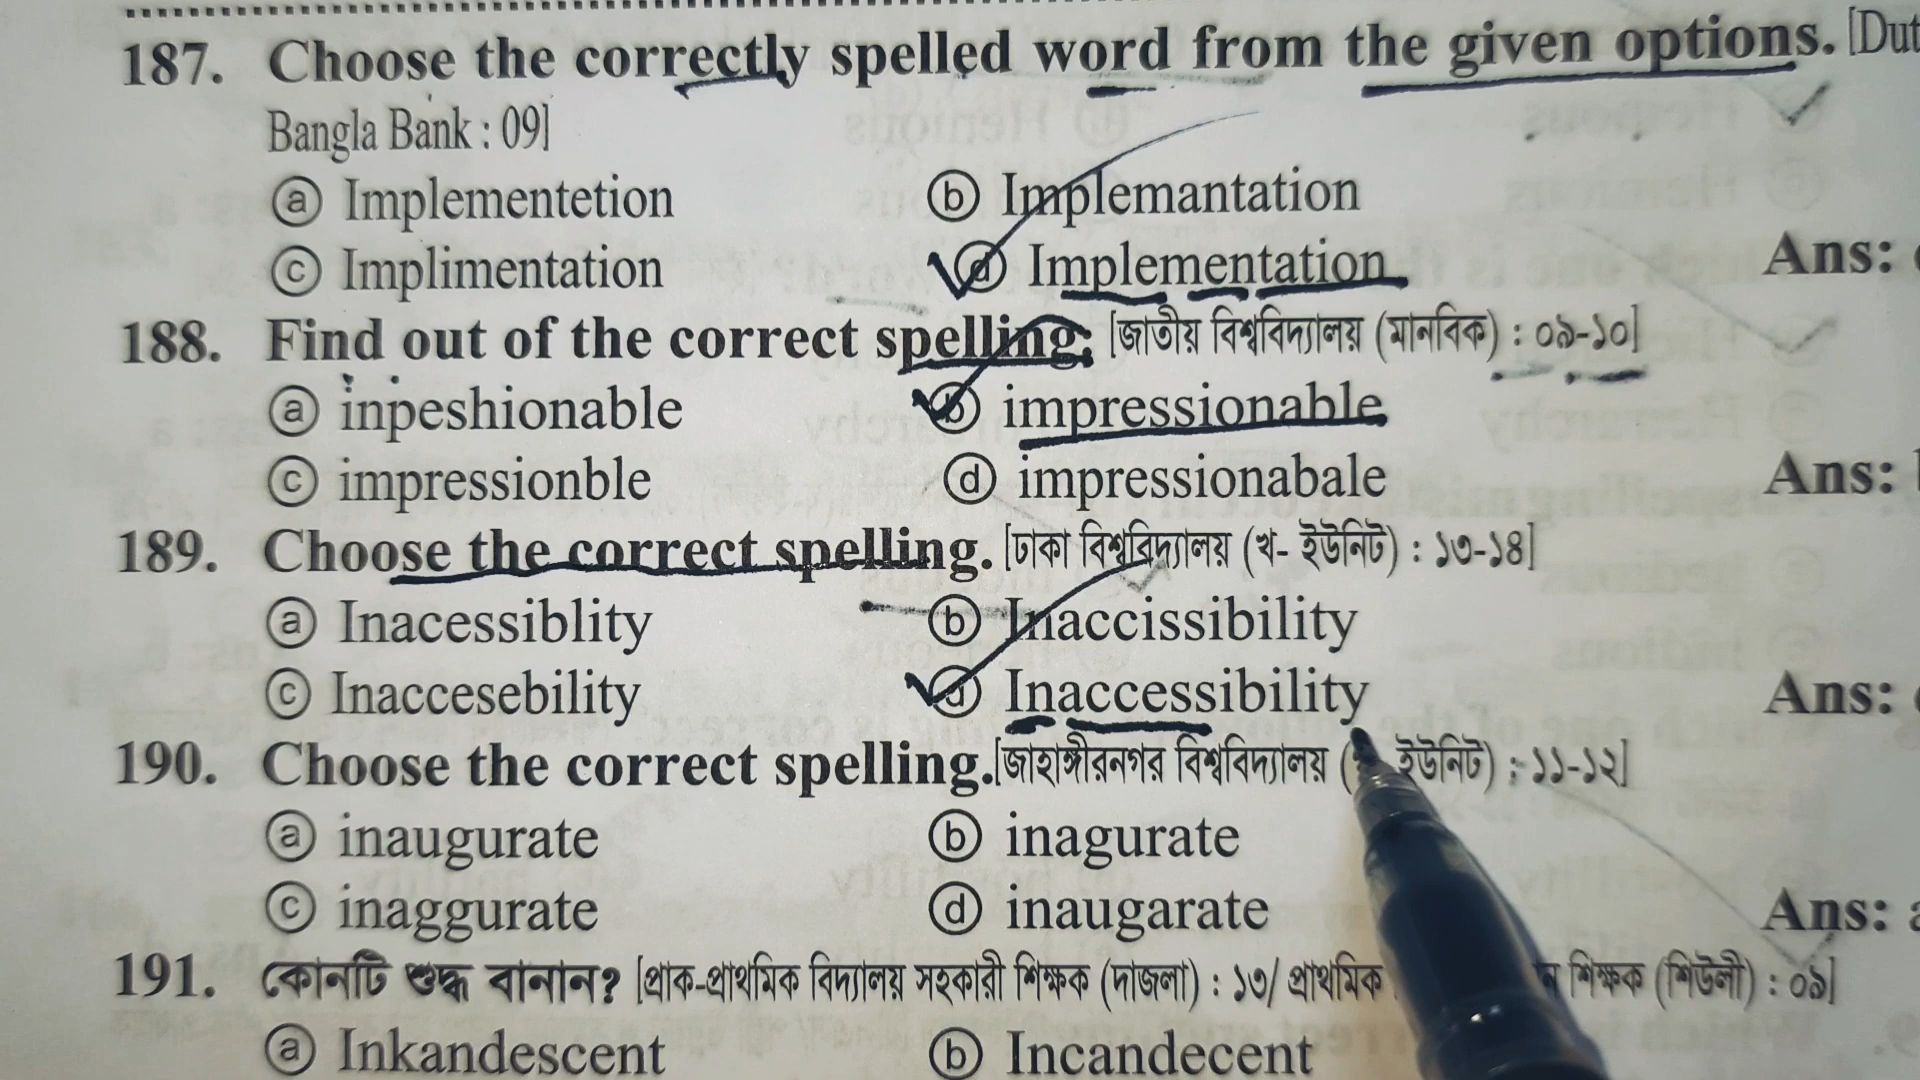 187. Choose the correctly spelled word from the given options. [Dut
Bangla Bank : 09]
ⓐ Implementetion ⓑ Implemantation
ⓒ Implimentation ⓓ Implementation
Ans:
188. Find out of the correct spelling: [জাতীয় বিশ্ববিদ্যালয় (মানবিক) : ০৯-১০]
ⓐ inpeshionable ⓑ impressionable
ⓒ impressionble ⓓ impressionabale
Ans:
189. Choose the correct spelling. [ঢাকা বিশ্ববিদ্যালয় (খ- ইউনিট) : ১৩-১৪]
ⓐ Inacessiblity ⓑ Inaccissibility
ⓒ Inaccesebility ⓓ Inaccessibility
Ans:
190. Choose the correct spelling.[জাহাঙ্গীরনগর বিশ্ববিদ্যালয় ( ইউনিট) : ১১-১২]
ⓐ inaugurate ⓑ inagurate
ⓒ inaggurate ⓓ inaugarate
Ans: a
191. কোনটি শুদ্ধ বানান? [প্রাক-প্রাথমিক বিদ্যালয় সহকারী শিক্ষক (দাজলা) : ১৩/ প্রাথমিক শিক্ষক (শিউলী) : ০৯]
ⓐ Inkandescent ⓑ Incandecent